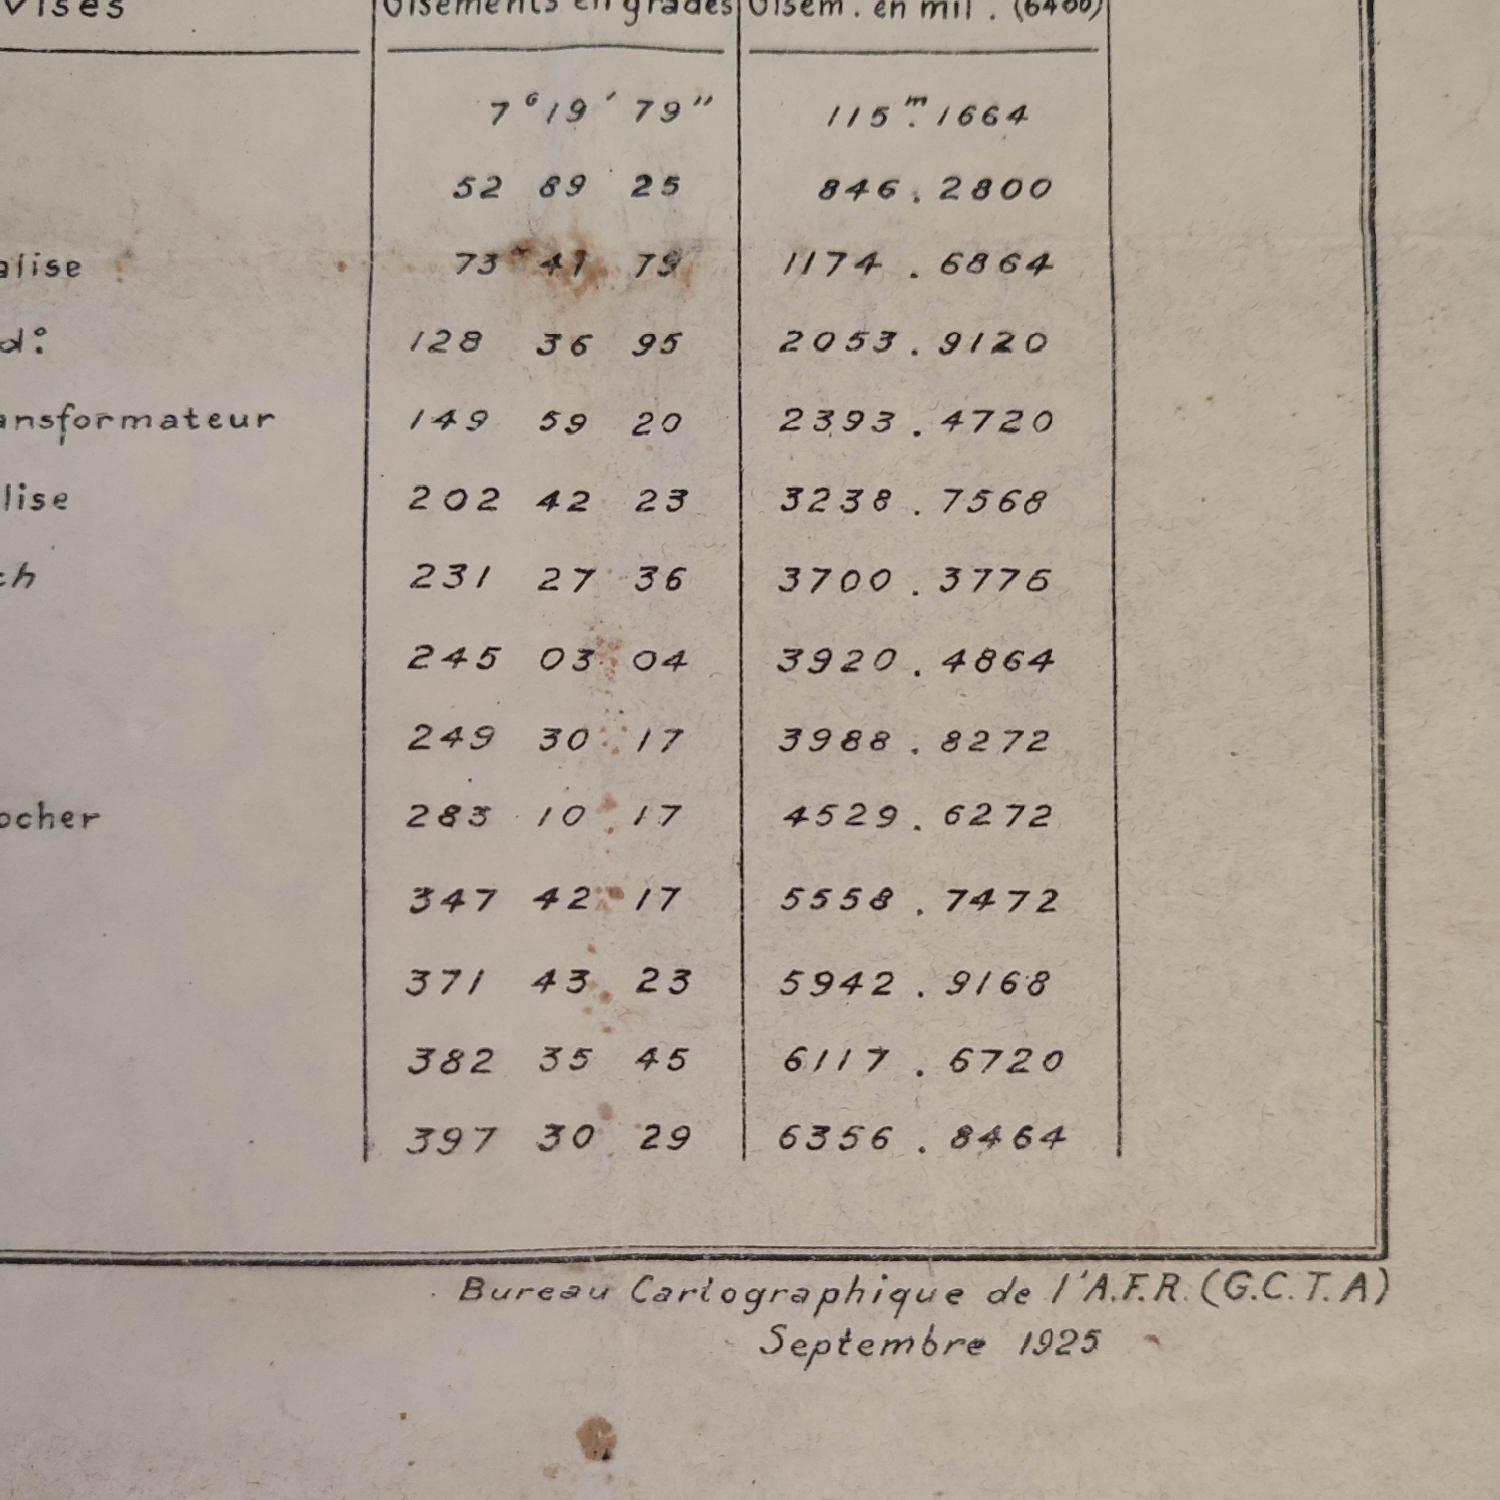 visés Gisements en grades Gisem. en mil. (6400)
7ᴳ 19′ 79″ 115ᵐ.1664
52 89 25 846.2800
alise 73 41 79 1174.6864
d: 128 36 95 2053.9120
ansformateur 149 59 20 2393.4720
lise 202 42 23 3238.7568
ch 231 27 36 3700.3776
245 03 04 3920.4864
249 30 17 3988.8272
ocher 283 10 17 4529.6272
347 42 17 5558.7472
371 43 23 5942.9168
382 35 45 6117.6720
397 30 29 6356.8464
Bureau Cartographique de l'A.F.R. (G.C.T.A)
Septembre 1925